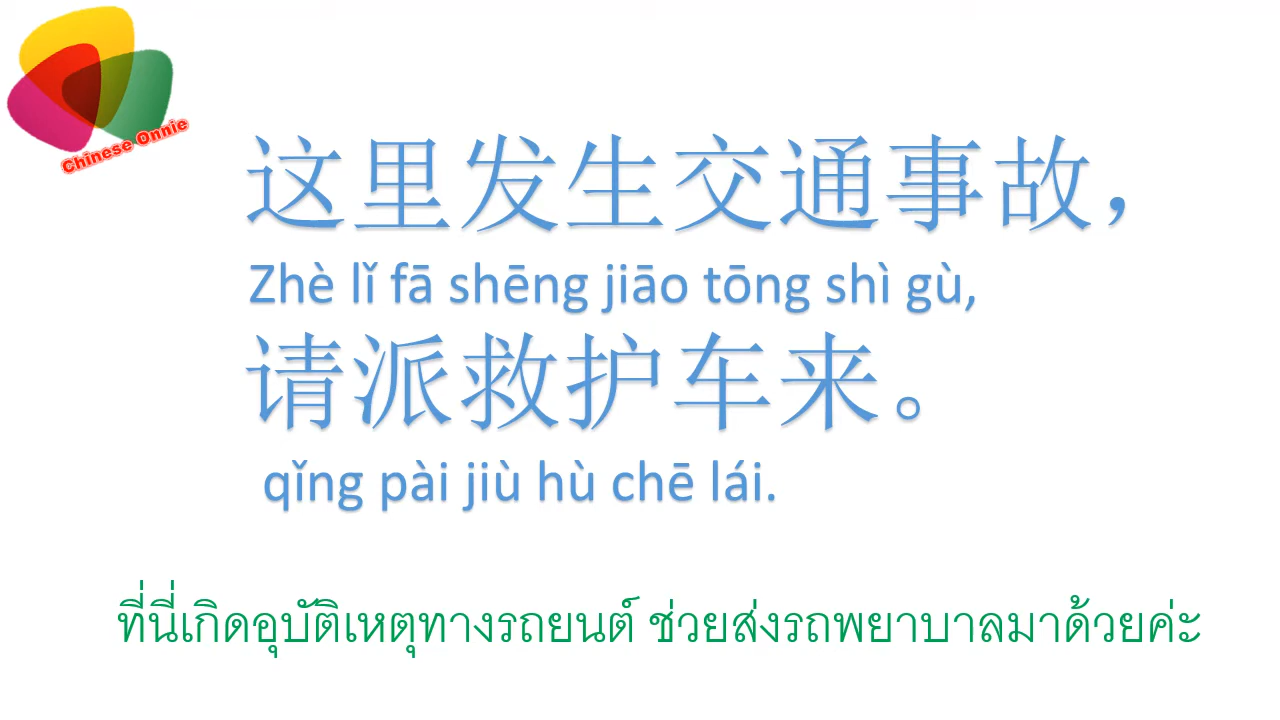 Chinese Onnie
这里发生交通事故，
Zhè lǐ fā shēng jiāo tōng shì gù,
请派救护车来。
qǐng pài jiù hù chē lái.
ที่นี่เกิดอุบัติเหตุทางรถยนต์ ช่วยส่งรถพยาบาลมาด้วยค่ะ